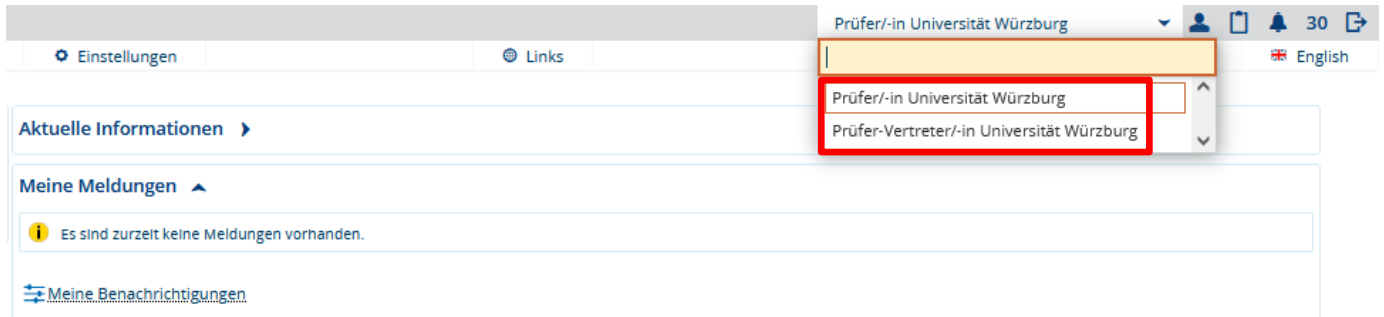 Prüfer/-in Universität Würzburg
30
Einstellungen
Links
English
Prüfer/-in Universität Würzburg
Prüfer-Vertreter/-in Universität Würzburg
Aktuelle Informationen
Meine Meldungen
Es sind zurzeit keine Meldungen vorhanden.
Meine Benachrichtigungen